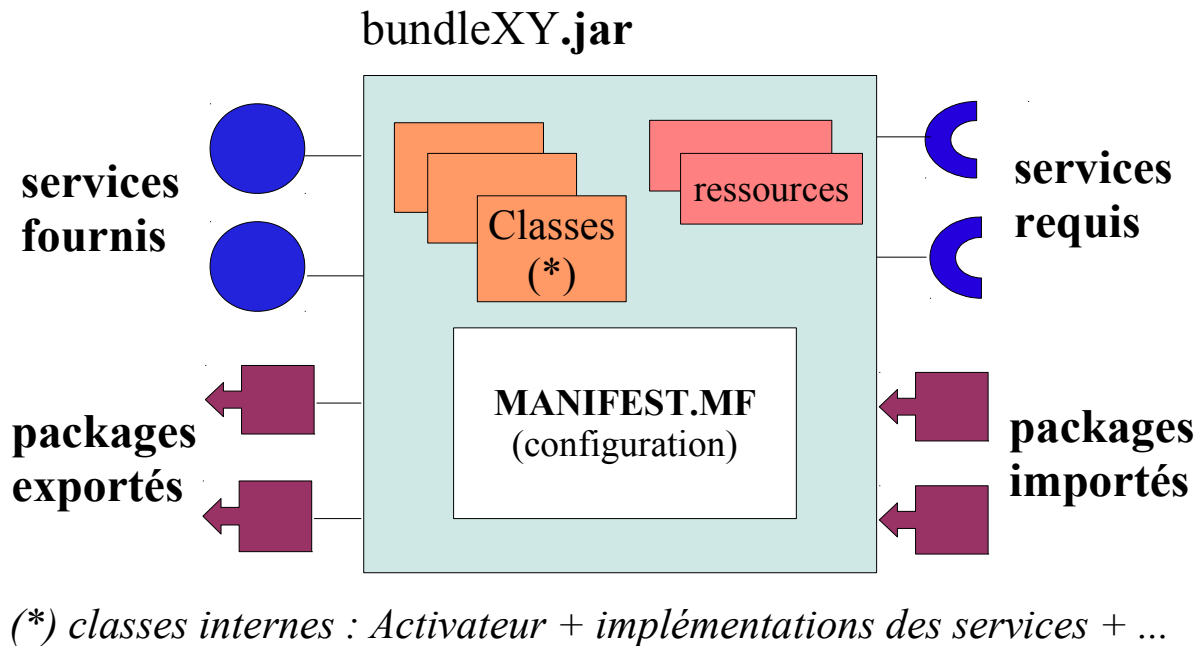 bundleXY.jar
services
fournis
Classes
(*)
ressources
services
requis
MANIFEST.MF
(configuration)
packages
exportés
packages
importés
(*) classes internes : Activateur + implémentations des services + ...